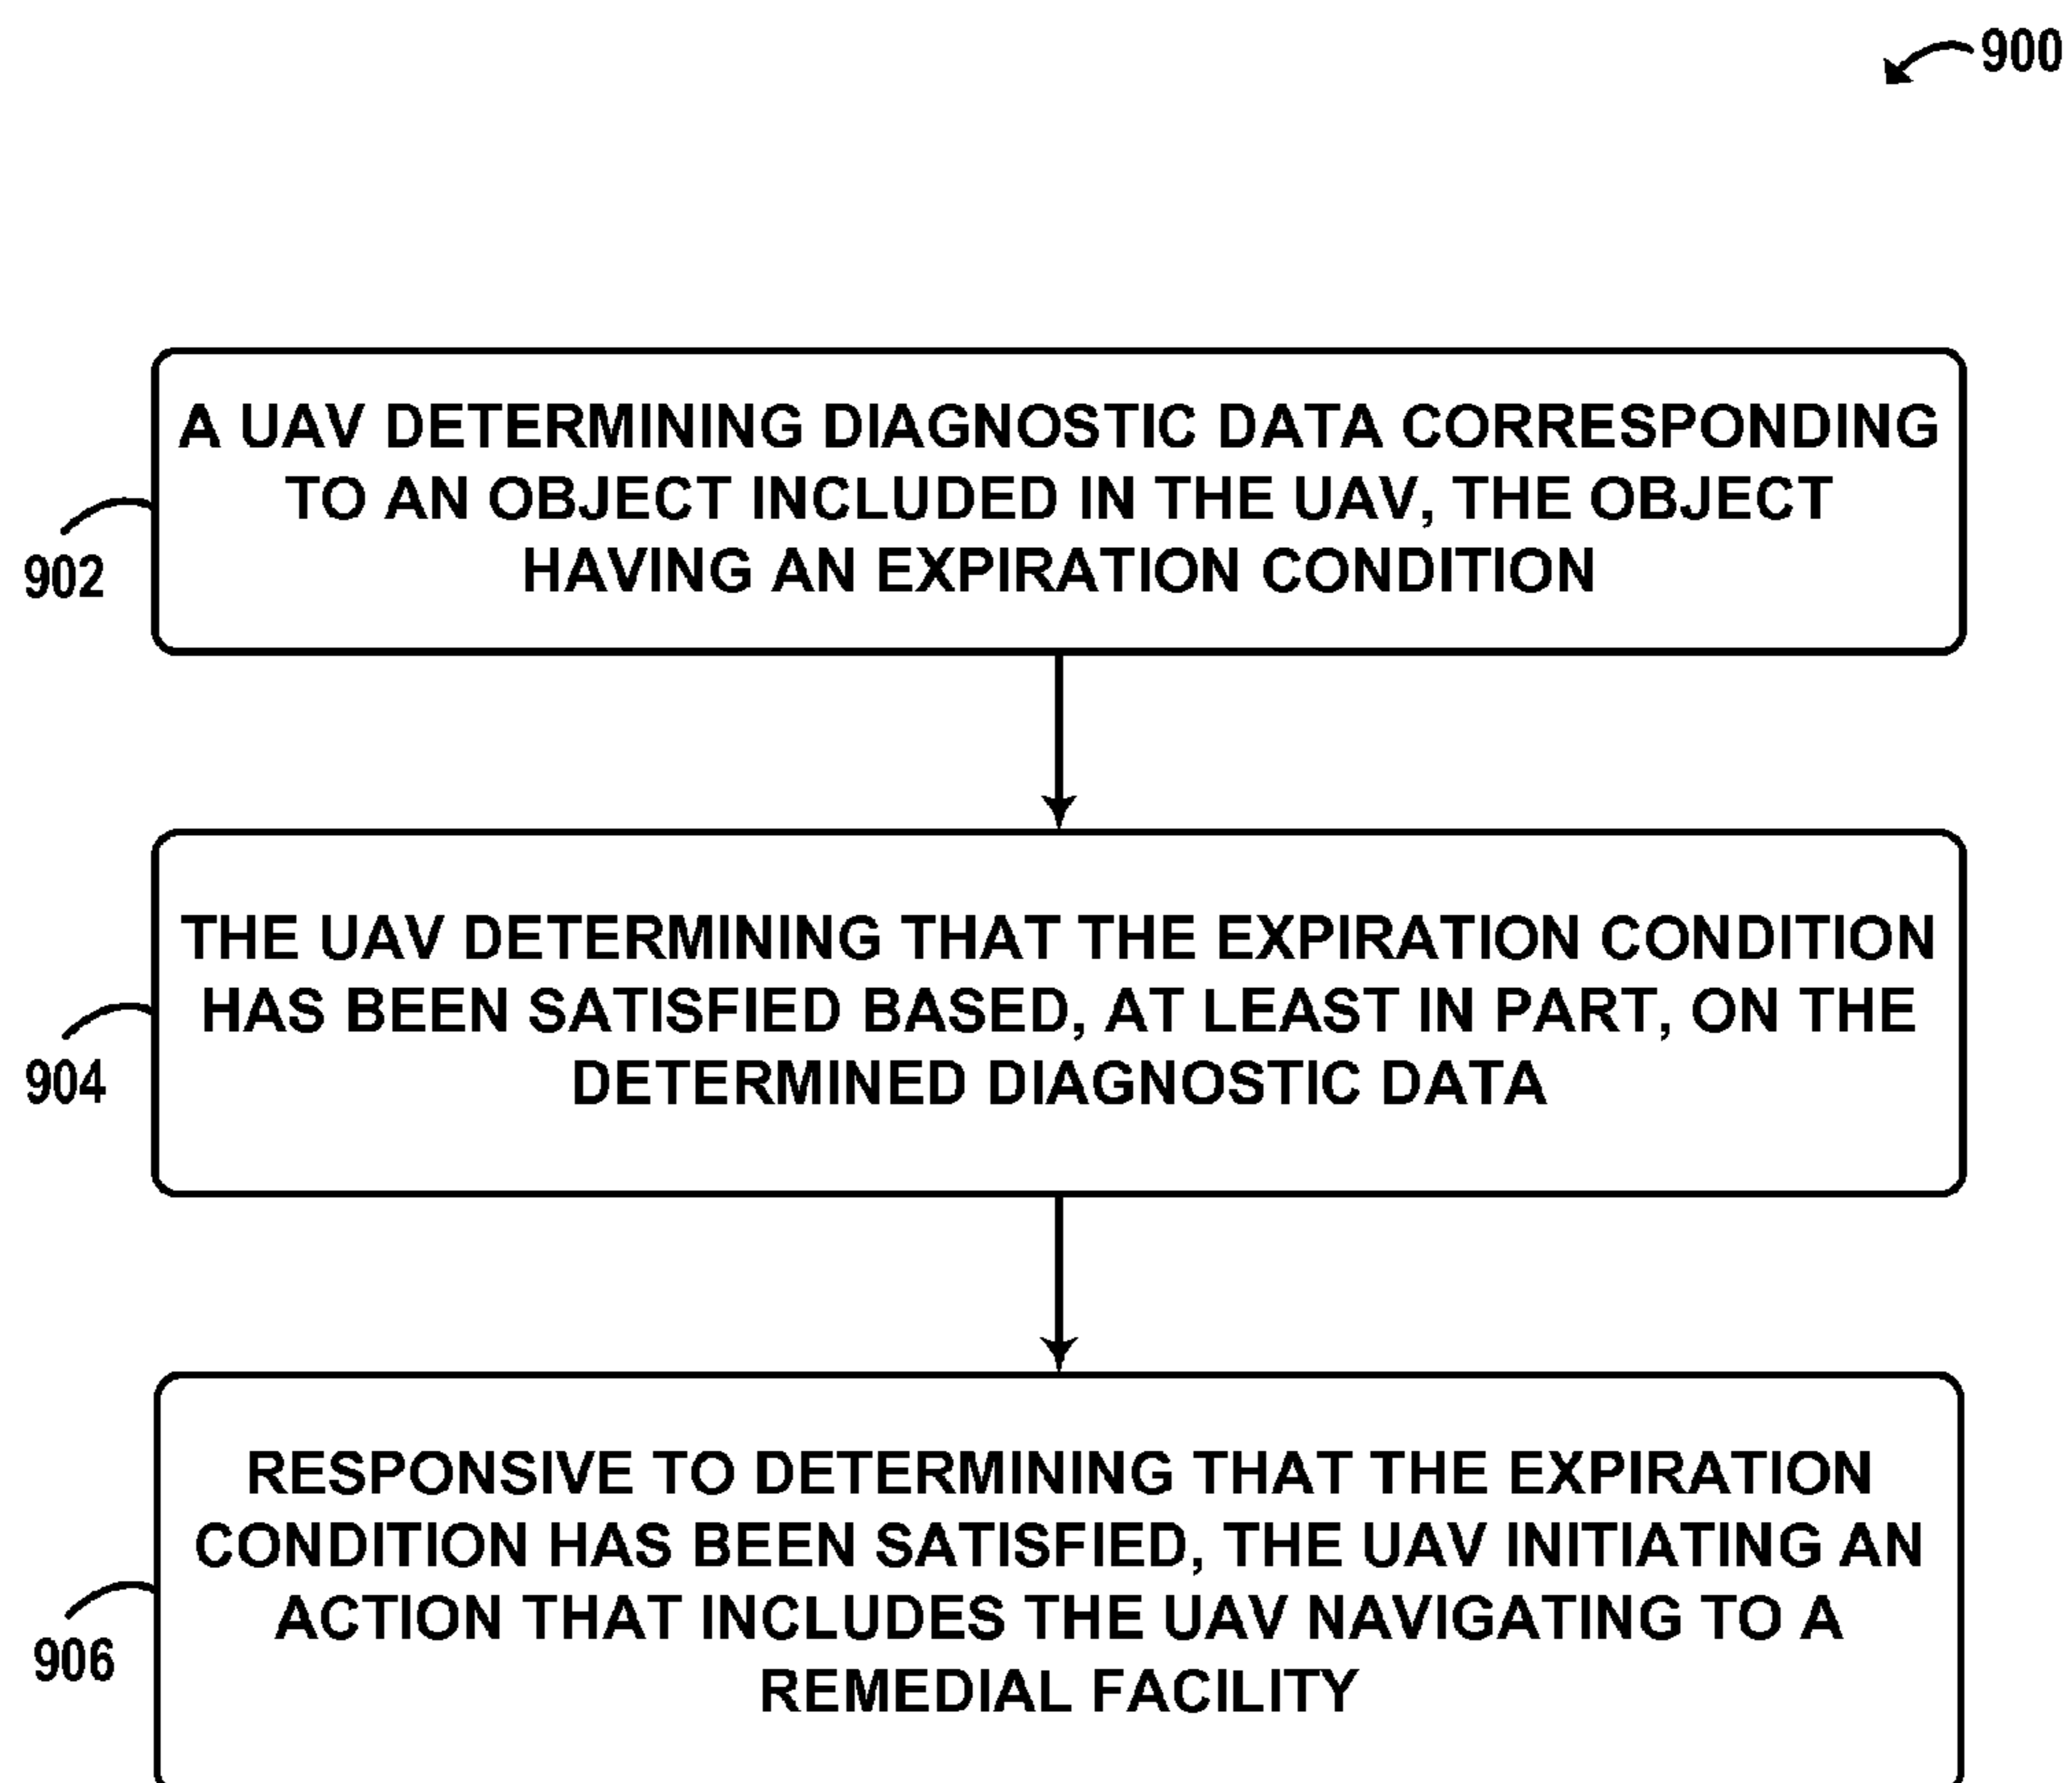 900
A UAV DETERMINING DIAGNOSTIC DATA CORRESPONDING
TO AN OBJECT INCLUDED IN THE UAV, THE OBJECT
HAVING AN EXPIRATION CONDITION
902
THE UAV DETERMINING THAT THE EXPIRATION CONDITION
HAS BEEN SATISFIED BASED, AT LEAST IN PART, ON THE
DETERMINED DIAGNOSTIC DATA
904
RESPONSIVE TO DETERMINING THAT THE EXPIRATION
CONDITION HAS BEEN SATISFIED, THE UAV INITIATING AN
ACTION THAT INCLUDES THE UAV NAVIGATING TO A
REMEDIAL FACILITY
906